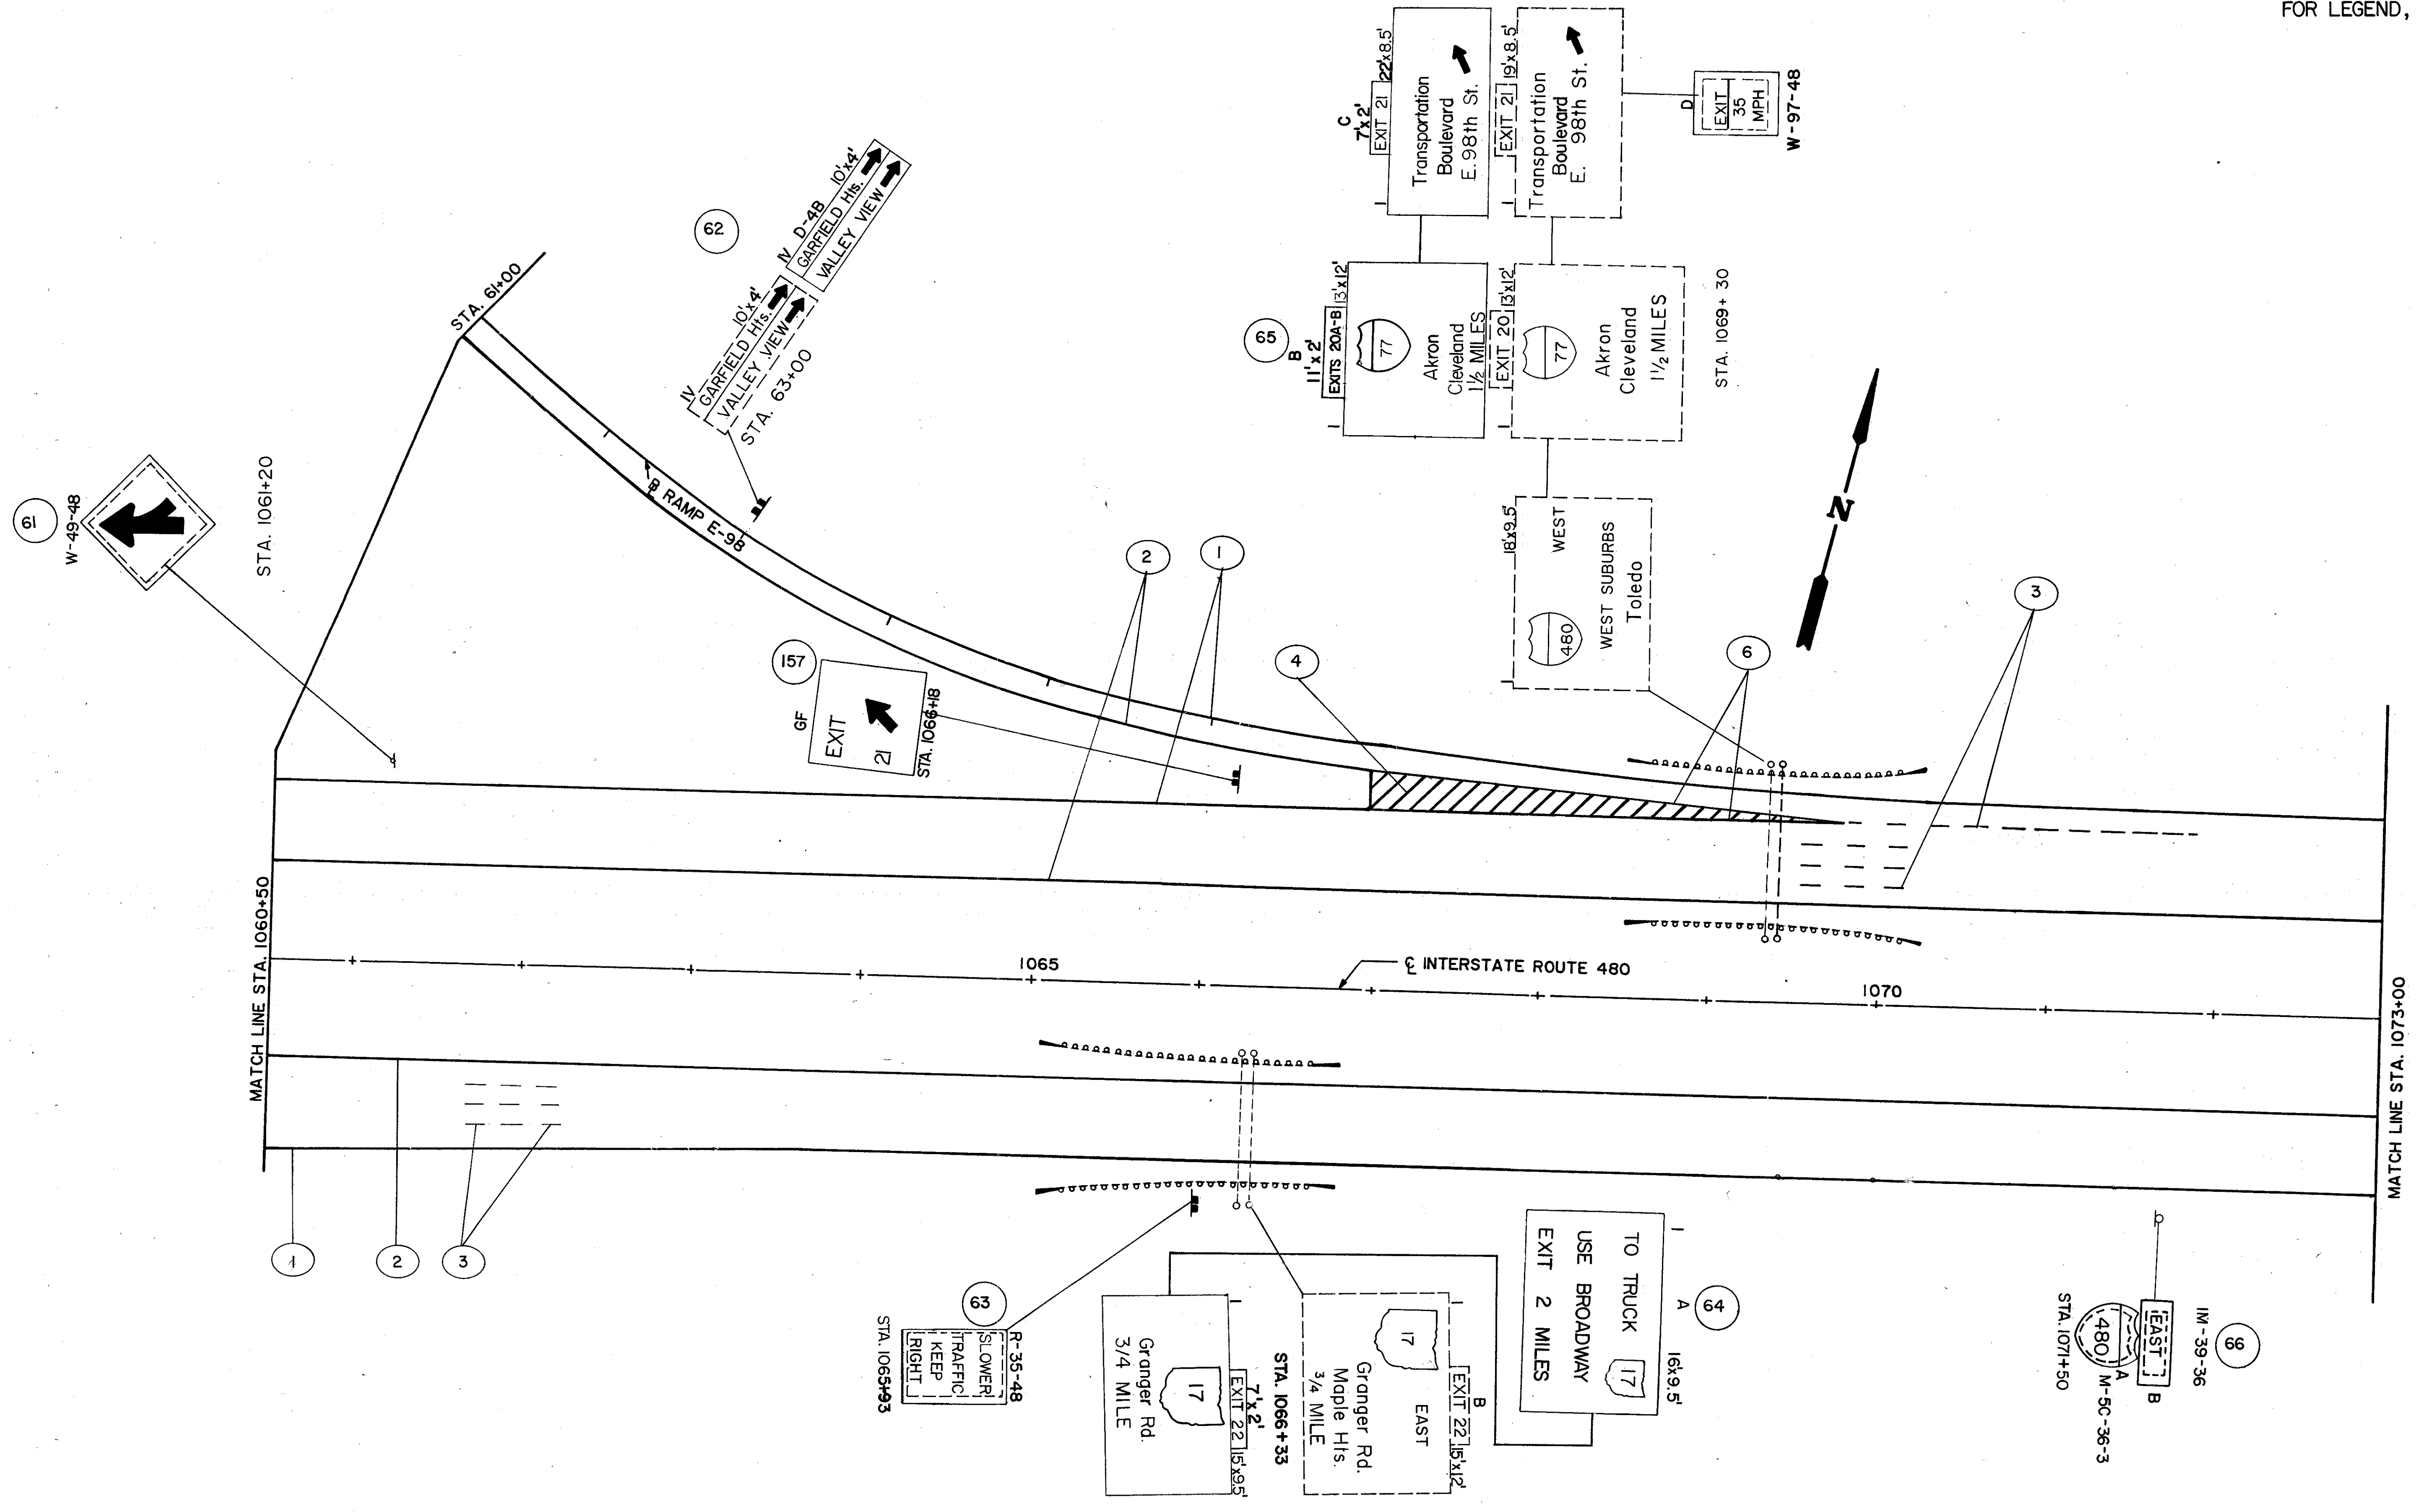 FOR LEGEND,
C
7'x2'
EXIT 21
22'x8.5'
Transportation
Boulevard
E. 98th St.
EXIT 21
19'x8.5'
Transportation
Boulevard
E. 98th St.
D
EXIT
35
MPH
W-97-48
62
IV D-4B 10'x4'
GARFIELD Hts.
VALLEY VIEW
IV 10'x4'
GARFIELD Hts.
VALLEY VIEW
STA. 63+00
STA. 61+00
65
B
11'x2'
EXITS 20A-B
13'x12'
77
Akron
Cleveland
1 1/2 MILES
EXIT 20
13'x12'
77
Akron
Cleveland
1 1/2 MILES
STA. 1069+30
18'x9.5'
WEST
480
WEST SUBURBS
Toledo
N
61
W-49-48
STA. 1061+20
B RAMP E-98
2
1
157
GF
EXIT
21
STA. 1066+18
4
6
3
MATCH LINE STA. 1060+50
1065
℄ INTERSTATE ROUTE 480
1070
MATCH LINE STA. 1073+00
1
2
3
63
R-35-48
SLOWER
TRAFFIC
KEEP
RIGHT
STA. 1065+93
Granger Rd.
3/4 MILE
17
7'x2'
EXIT 22
15'x9.5'
STA. 1066+33
17
EAST
Granger Rd.
Maple Hts.
3/4 MILE
B
EXIT 22
15'x12'
TO TRUCK 17
USE BROADWAY
EXIT 2 MILES
A
64
16'x9.5'
66
IM-39-36
EAST
B
480
A
M-5C-36-3
STA. 1071+50